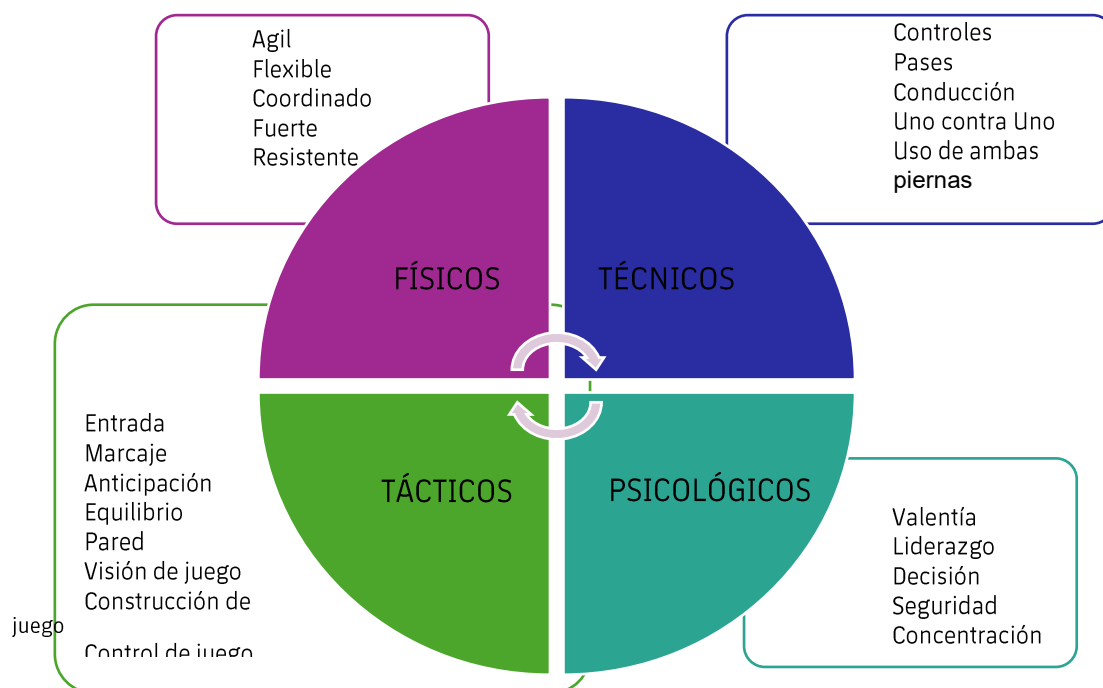 Agil
Flexible
Coordinado
Fuerte
Resistente
Controles
Pases
Conducción
Uno contra Uno
Uso de ambas
piernas
FÍSICOS
TÉCNICOS
TÁCTICOS
PSICOLÓGICOS
Entrada
Marcaje
Anticipación
Equilibrio
Pared
Visión de juego
Construcción de
juego
Control de juego
Valentía
Liderazgo
Decisión
Seguridad
Concentración